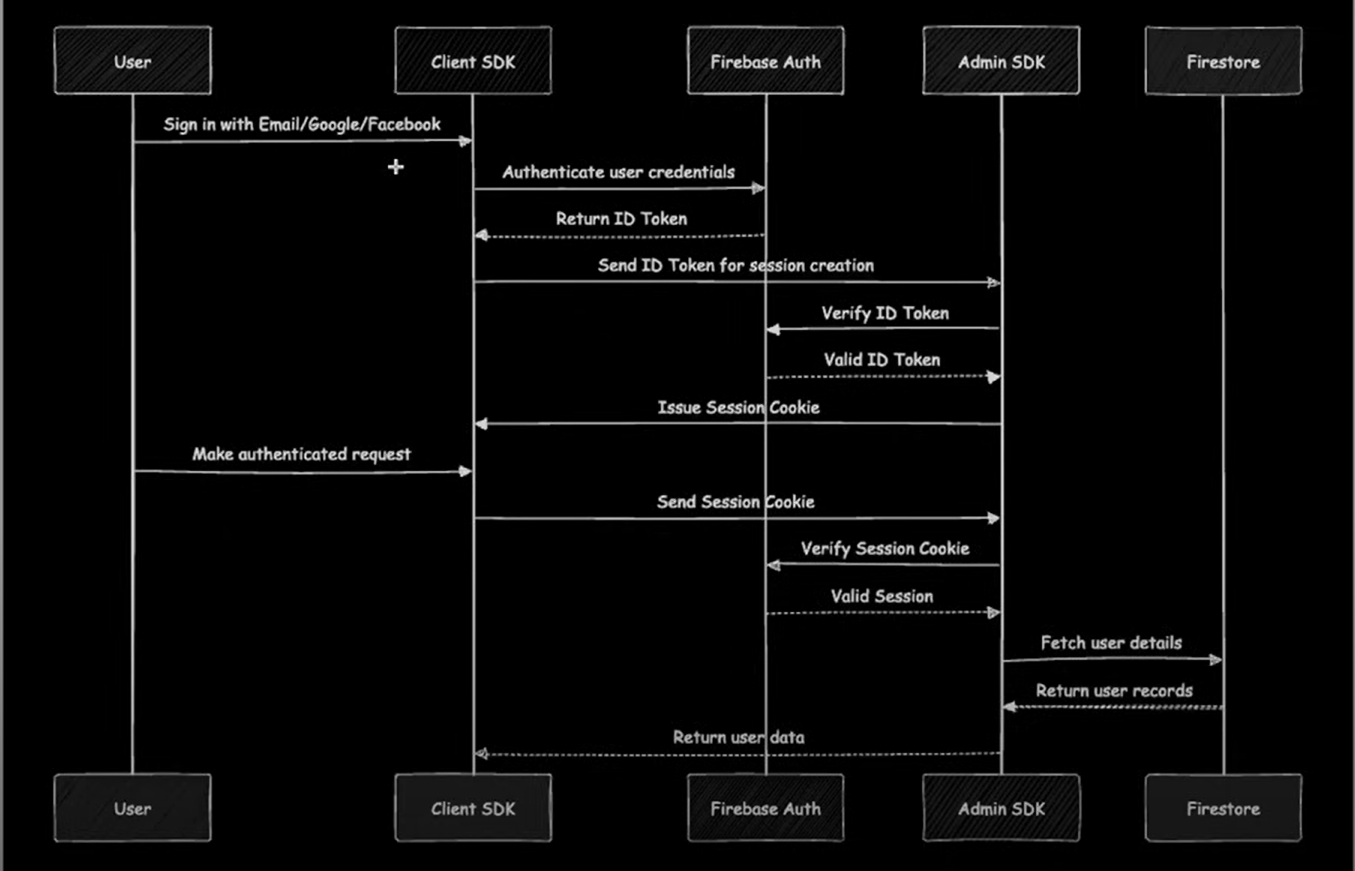 User
Client SDK
Firebase Auth
Admin SDK
Firestore
Sign in with Email/Google/Facebook
Authenticate user credentials
Return ID Token
Send ID Token for session creation
Verify ID Token
Valid ID Token
Issue Session Cookie
Make authenticated request
Send Session Cookie
Verify Session Cookie
Valid Session
Fetch user details
Return user records
Return user data
User
Client SDK
Firebase Auth
Admin SDK
Firestore